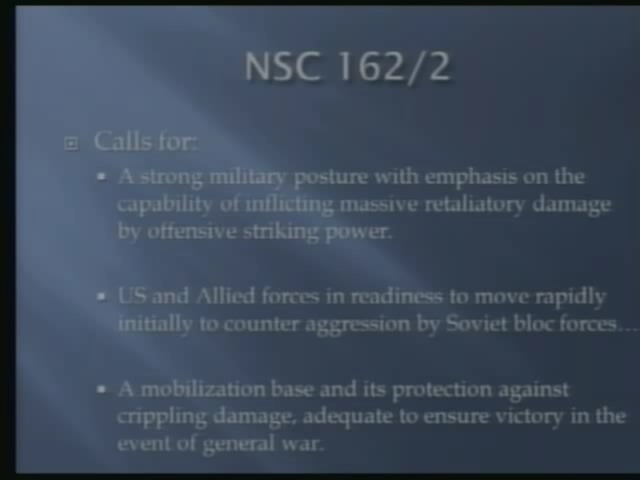 NSC 162/2
Calls for:
A strong military posture with emphasis on the
capability of inflicting massive retaliatory damage
by offensive striking power.
US and Allied forces in readiness to move rapidly
initially to counter aggression by Soviet bloc forces…
A mobilization base and its protection against
crippling damage, adequate to ensure victory in the
event of general war.